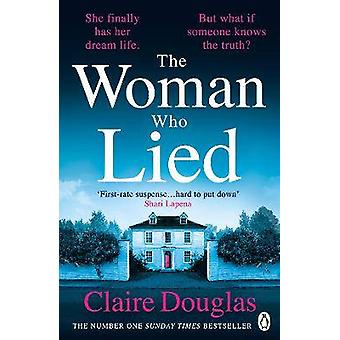 She finally
has her
dream life.
But what if
someone knows
the truth?
The
Woman
Who
Lied
'First-rate suspense...hard to put down'
Shari Lapena
Claire Douglas
THE NUMBER ONE SUNDAY TIMES BESTSELLER